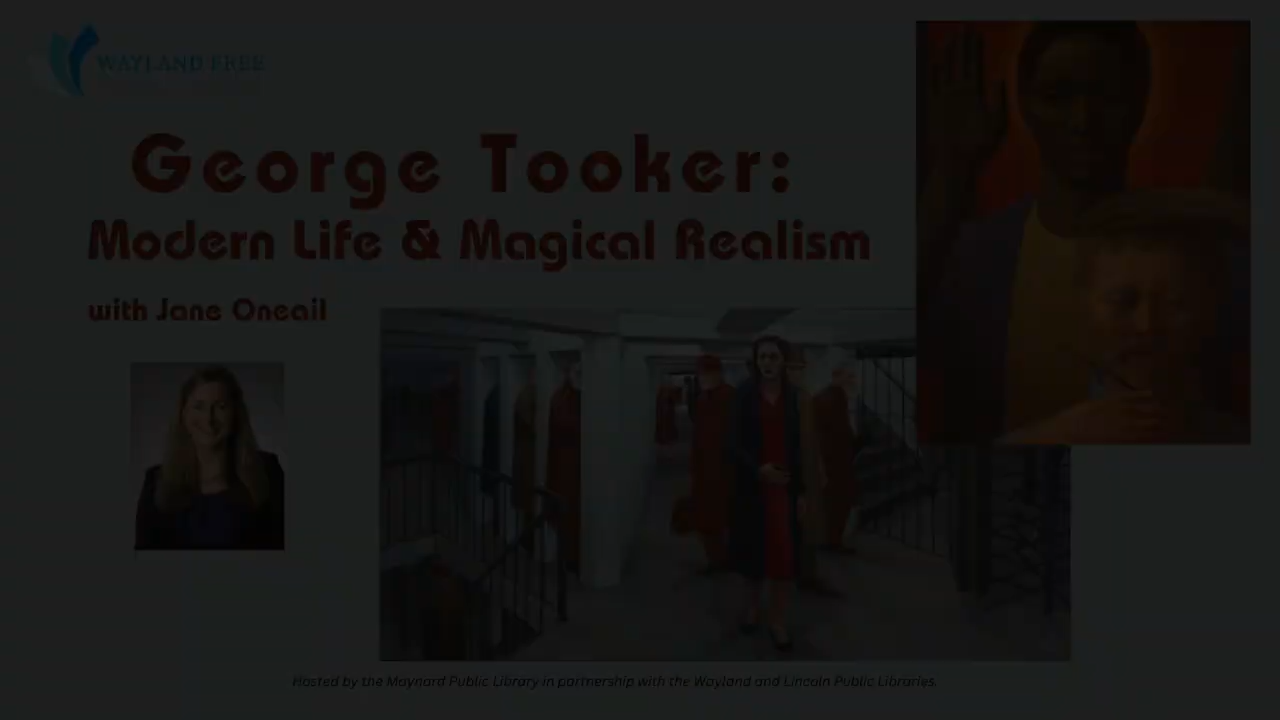 WAYLAND FREE
George Tooker:
Modern Life & Magical Realism
with Jane Oneail
Hosted by the Maynard Public Library in partnership with the Wayland and Lincoln Public Libraries.